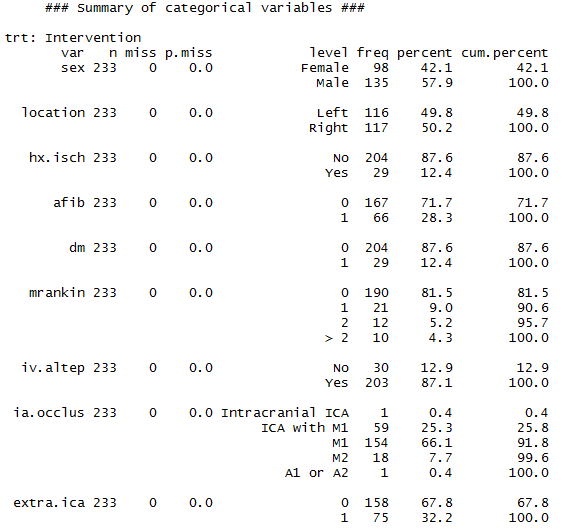 ### Summary of categorical variables ###
trt: Intervention
var n miss p.miss level freq percent cum.percent
sex 233 0 0.0 Female 98 42.1 42.1
Male 135 57.9 100.0
location 233 0 0.0 Left 116 49.8 49.8
Right 117 50.2 100.0
hx.isch 233 0 0.0 No 204 87.6 87.6
Yes 29 12.4 100.0
afib 233 0 0.0 0 167 71.7 71.7
1 66 28.3 100.0
dm 233 0 0.0 0 204 87.6 87.6
1 29 12.4 100.0
mrankin 233 0 0.0 0 190 81.5 81.5
1 21 9.0 90.6
2 12 5.2 95.7
> 2 10 4.3 100.0
iv.altep 233 0 0.0 No 30 12.9 12.9
Yes 203 87.1 100.0
ia.occlus 233 0 0.0 Intracranial ICA 1 0.4 0.4
ICA with M1 59 25.3 25.8
M1 154 66.1 91.8
M2 18 7.7 99.6
A1 or A2 1 0.4 100.0
extra.ica 233 0 0.0 0 158 67.8 67.8
1 75 32.2 100.0